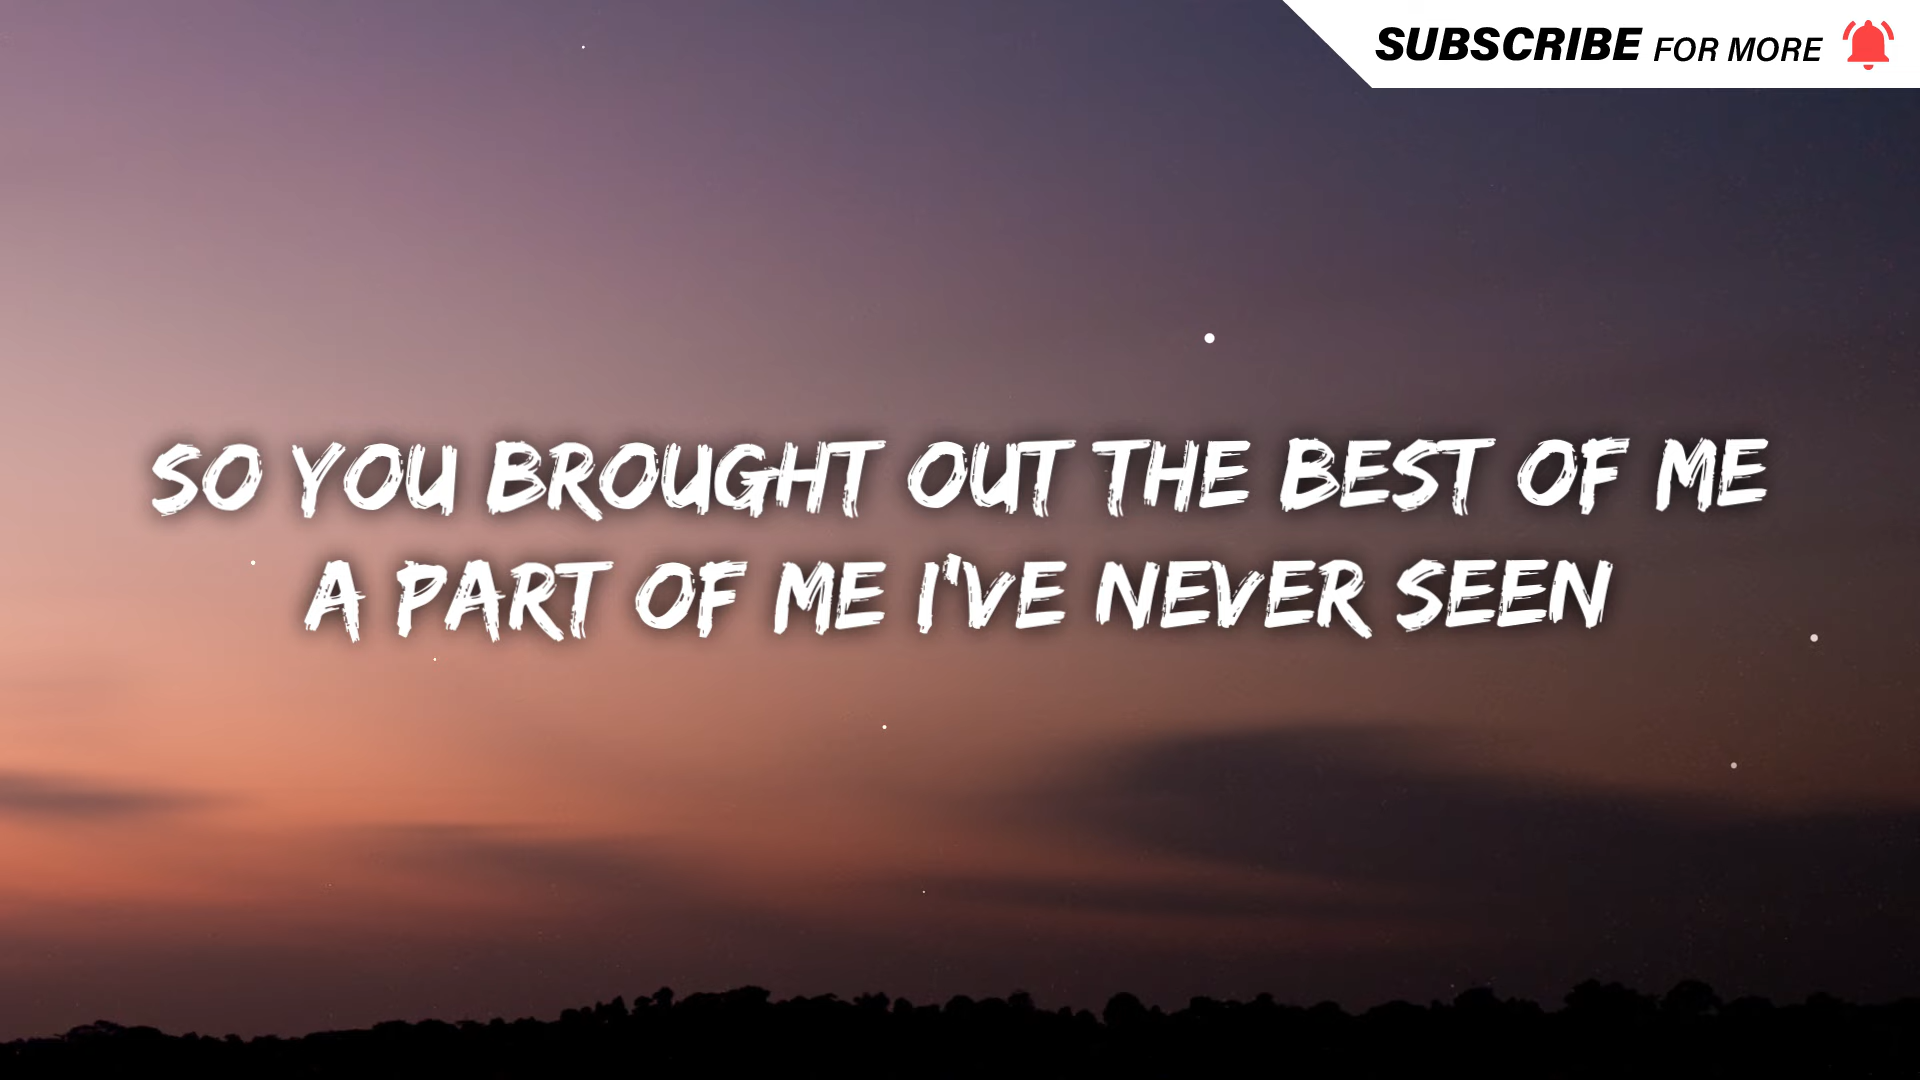 SUBSCRIBE FOR MORE
SO YOU BROUGHT OUT THE BEST OF ME
A PART OF ME I'VE NEVER SEEN